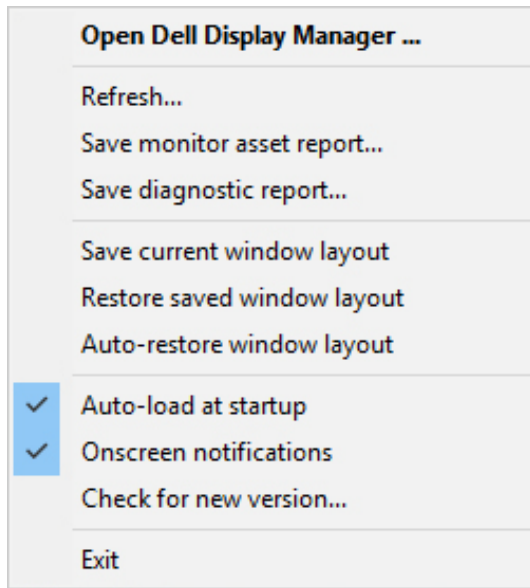 Open Dell Display Manager ...
Refresh...
Save monitor asset report...
Save diagnostic report...
Save current window layout
Restore saved window layout
Auto-restore window layout
Auto-load at startup
Onscreen notifications
Check for new version...
Exit